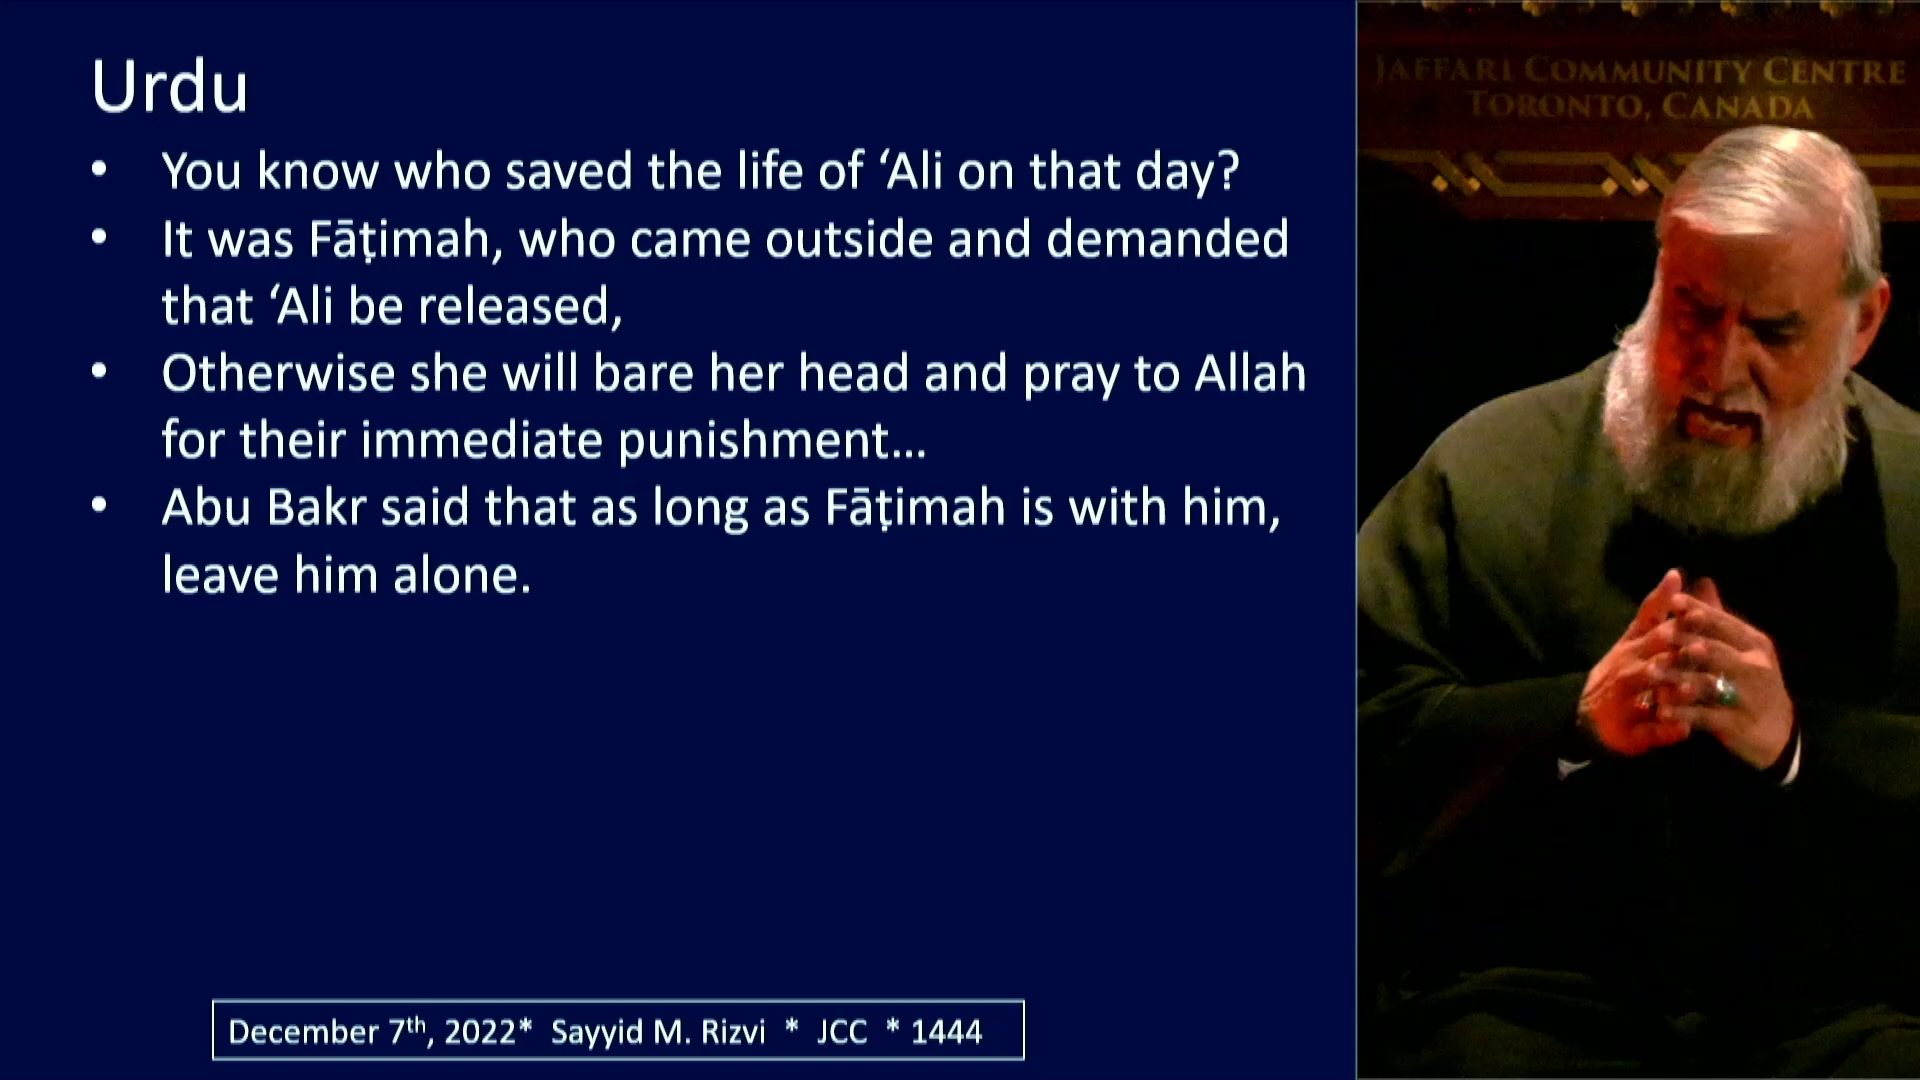 Urdu
• You know who saved the life of ‘Ali on that day?
• It was Fāṭimah, who came outside and demanded
that ‘Ali be released,
• Otherwise she will bare her head and pray to Allah
for their immediate punishment...
• Abu Bakr said that as long as Fāṭimah is with him,
leave him alone.
December 7th, 2022* Sayyid M. Rizvi * JCC * 1444
JAFFARI COMMUNITY CENTRE
TORONTO, CANADA